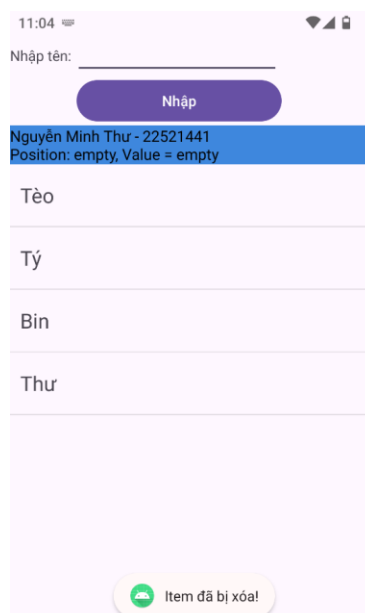 11:04
Nhập tên:
Nhập
Nguyễn Minh Thư - 22521441
Position: empty, Value = empty
Tèo
Tý
Bin
Thư
Item đã bị xóa!